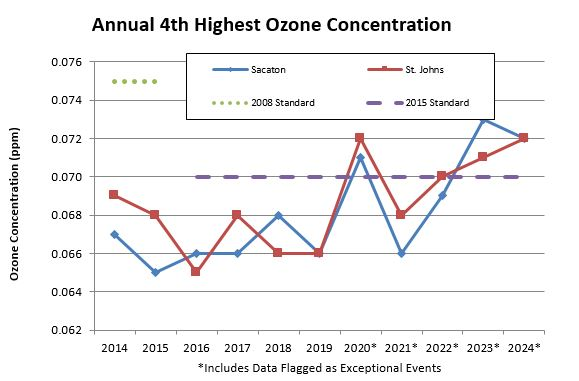 Annual 4th Highest Ozone Concentration
Ozone Concentration (ppm)
0.076
0.074
0.072
0.070
0.068
0.066
0.064
0.062
Sacaton St. Johns
2008 Standard 2015 Standard
2014 2015 2016 2017 2018 2019 2020* 2021* 2022* 2023* 2024*
*Includes Data Flagged as Exceptional Events